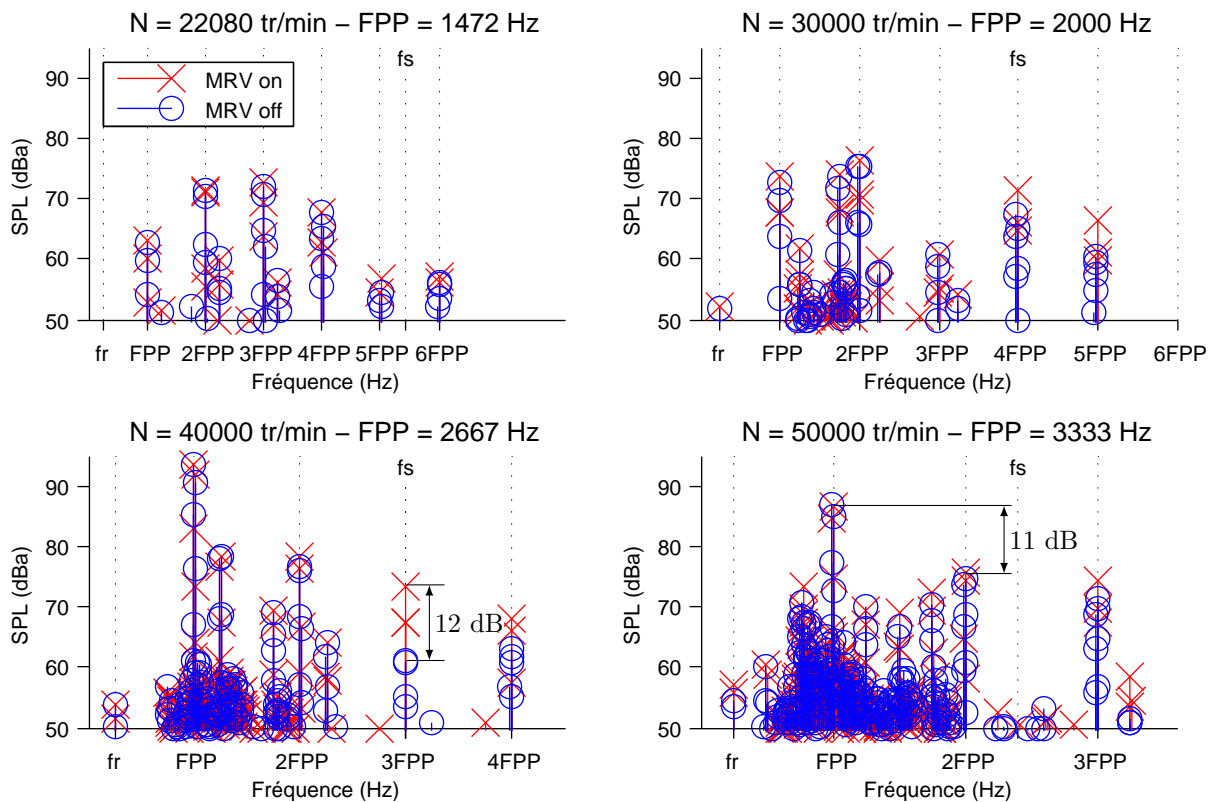 N = 22080 tr/min − FPP = 1472 Hz
fs
MRV on
MRV off
90
80
70
60
50
SPL (dBa)
fr FPP 2FPP 3FPP 4FPP 5FPP 6FPP
Fréquence (Hz)
N = 30000 tr/min − FPP = 2000 Hz
fs
90
80
70
60
50
SPL (dBa)
fr FPP 2FPP 3FPP 4FPP 5FPP 6FPP
Fréquence (Hz)
N = 40000 tr/min − FPP = 2667 Hz
fs
90
80
70
60
50
SPL (dBa)
12 dB
fr FPP 2FPP 3FPP 4FPP
Fréquence (Hz)
N = 50000 tr/min − FPP = 3333 Hz
fs
90
80
70
60
50
SPL (dBa)
11 dB
fr FPP 2FPP 3FPP
Fréquence (Hz)